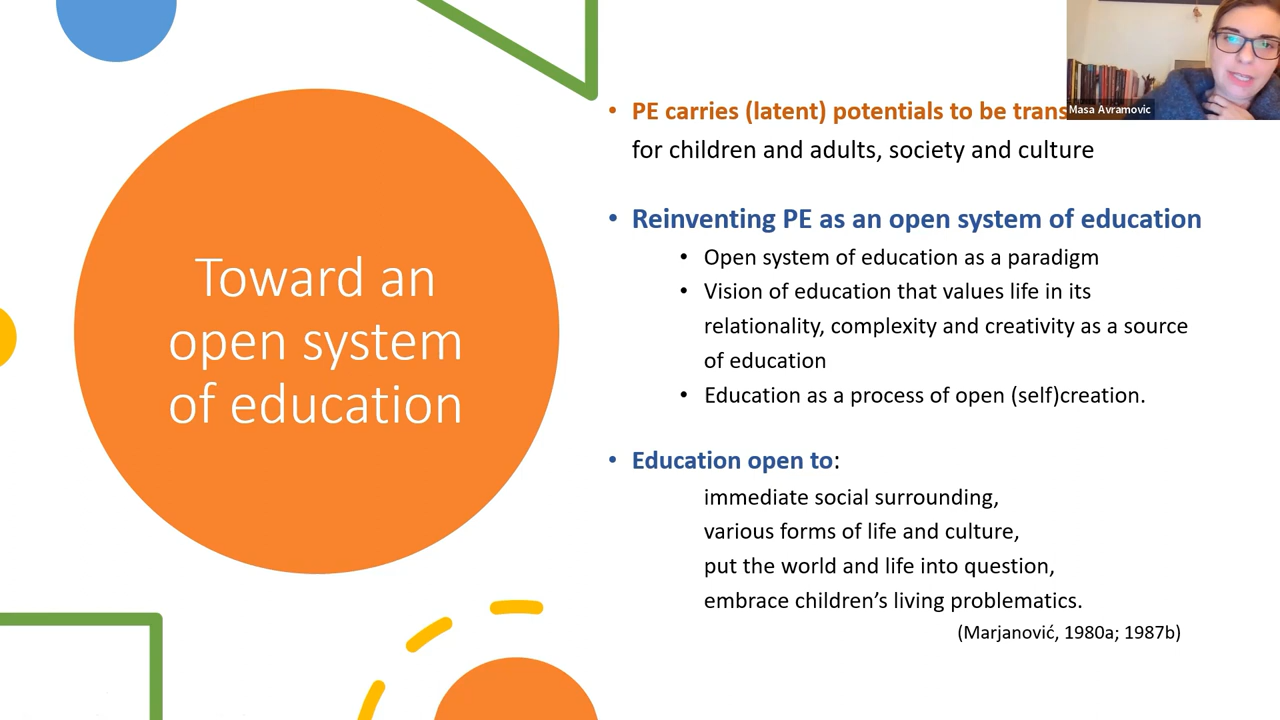 Toward an
open system
of education
• PE carries (latent) potentials to be trans
for children and adults, society and culture
• Reinventing PE as an open system of education
• Open system of education as a paradigm
• Vision of education that values life in its
relationality, complexity and creativity as a source
of education
• Education as a process of open (self)creation.
• Education open to:
immediate social surrounding,
various forms of life and culture,
put the world and life into question,
embrace children’s living problematics.
(Marjanović, 1980a; 1987b)
Masa Avramovic